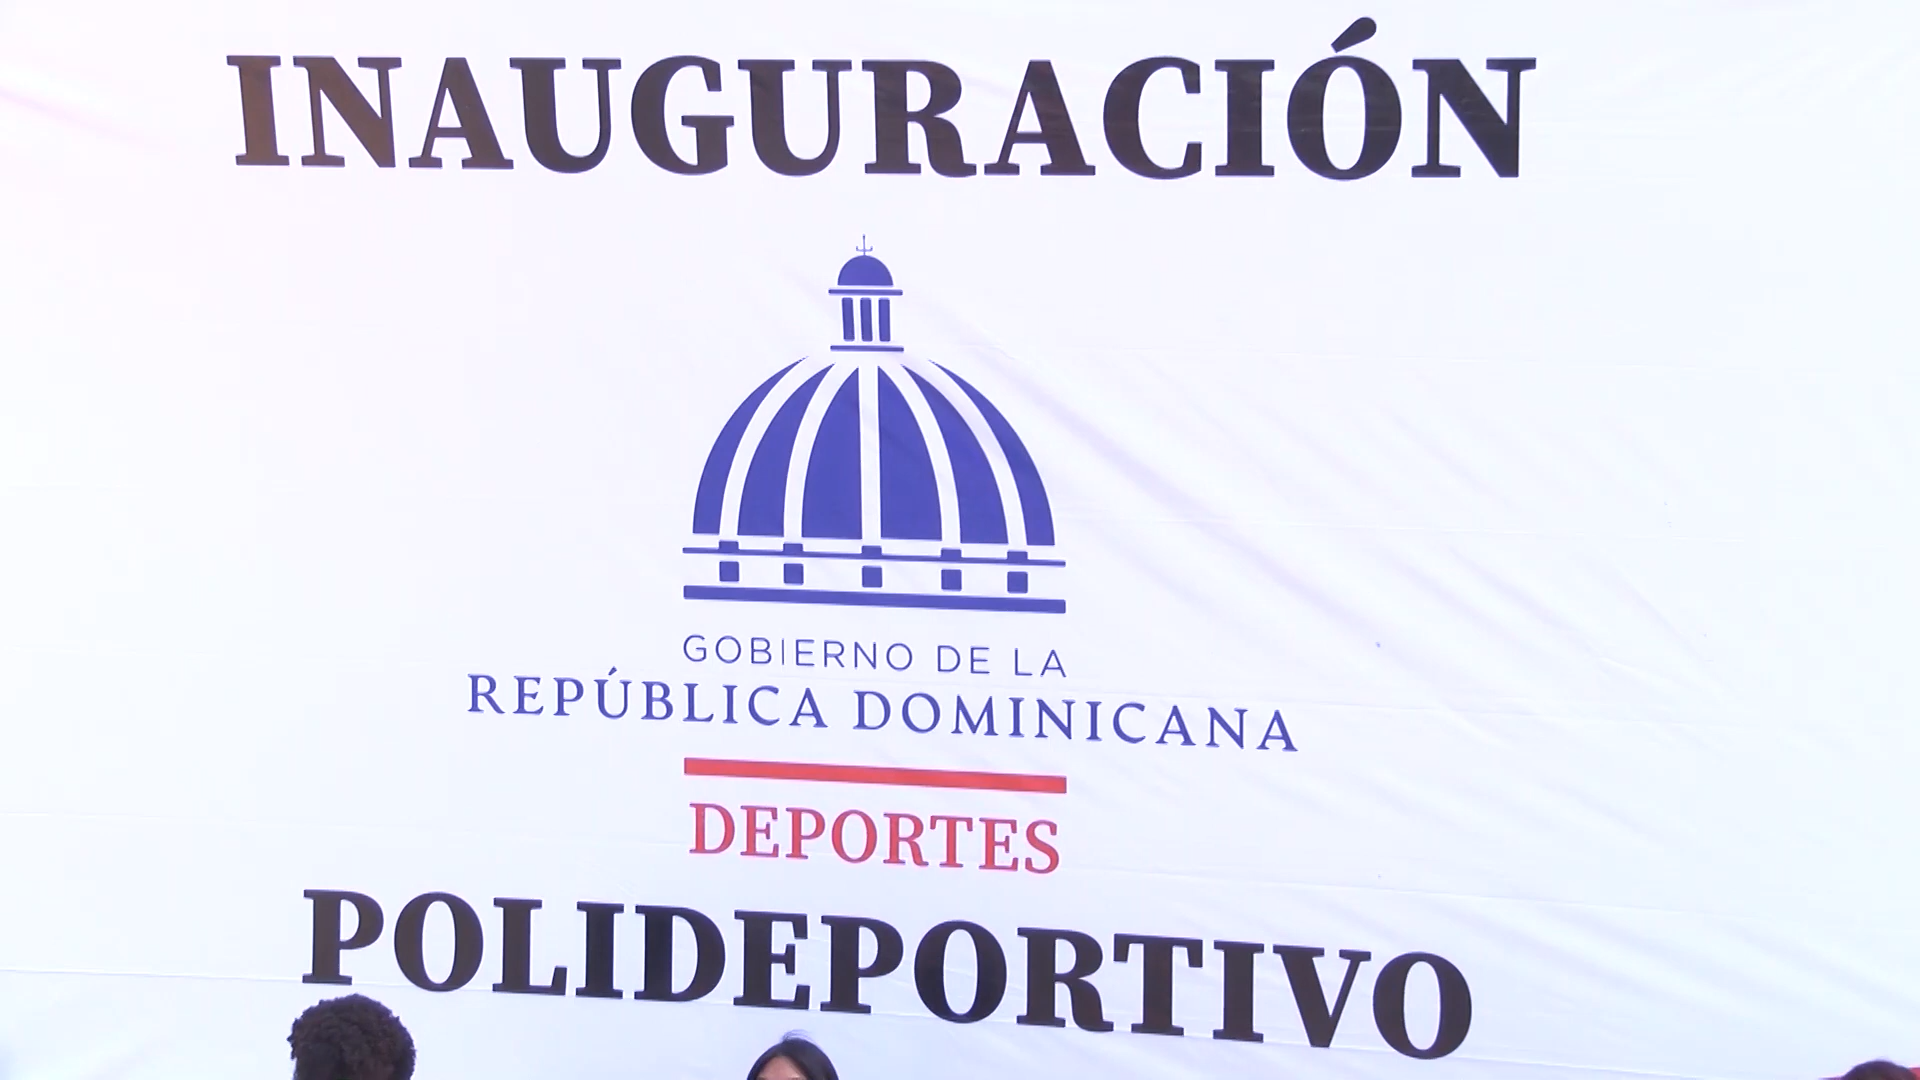 INAUGURACIÓN
GOBIERNO DE LA
REPÚBLICA DOMINICANA
DEPORTES
POLIDEPORTIVO